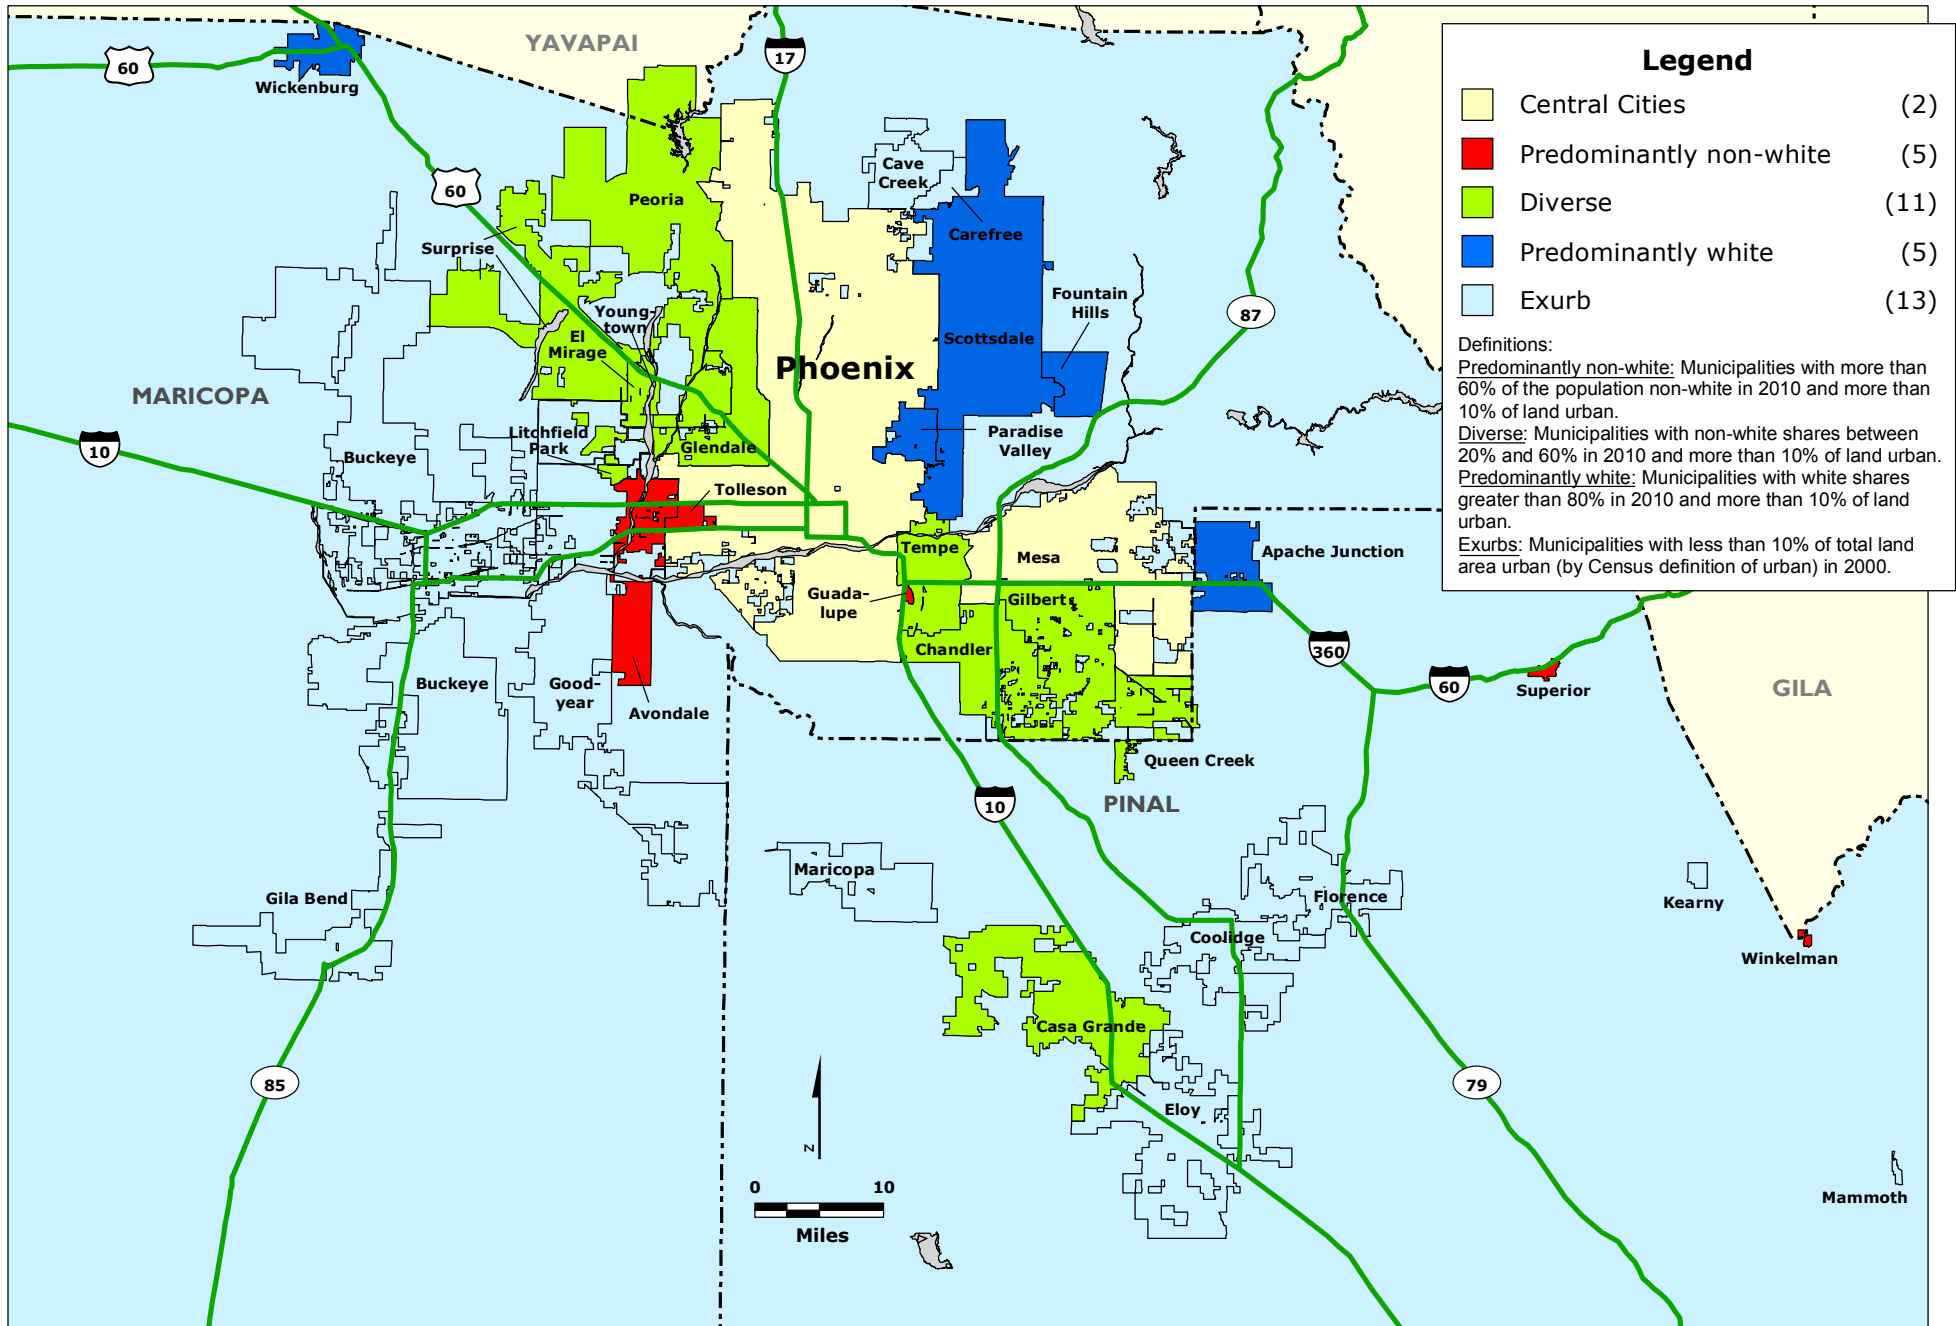 YAVAPAI
60
17
Wickenburg
60
Cave
Creek
Peoria
Carefree
Surprise
Fountain
Hills
Young-
town
87
El
Mirage
Scottsdale
Phoenix
MARICOPA
Litchfield
Park
Paradise
Valley
10
Glendale
Buckeye
Tolleson
Tempe
Mesa
Apache Junction
Guada-
lupe
Gilbert
Chandler
360
Buckeye
Good-
year
Avondale
60
Superior
GILA
Queen Creek
10
PINAL
Maricopa
Gila Bend
Florence
Kearny
Coolidge
Winkelman
Casa Grande
85
79
Eloy
z
0 10
Miles
Mammoth
Legend
Central Cities (2)
Predominantly non-white (5)
Diverse (11)
Predominantly white (5)
Exurb (13)
Definitions:
Predominantly non-white: Municipalities with more than
60% of the population non-white in 2010 and more than
10% of land urban.
Diverse: Municipalities with non-white shares between
20% and 60% in 2010 and more than 10% of land urban.
Predominantly white: Municipalities with white shares
greater than 80% in 2010 and more than 10% of land
urban.
Exurbs: Municipalities with less than 10% of total land
area urban (by Census definition of urban) in 2000.